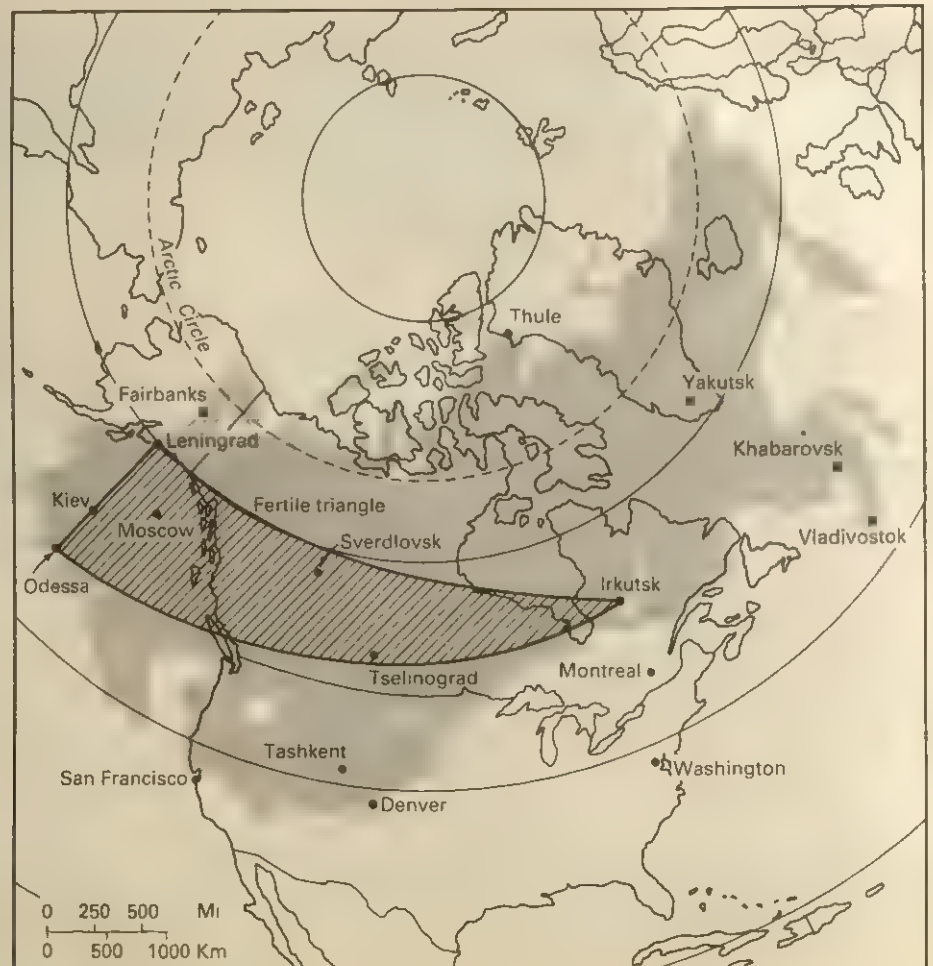 Arctic Circle
Thule
Fairbanks
Yakutsk
Leningrad
Khabarovsk
Kiev
Fertile triangle
Moscow
Sverdlovsk
Vladivostok
Odessa
Irkutsk
Tselinograd
Montreal
Tashkent
Washington
San Francisco
Denver
0 250 500 Mi
0 500 1000 Km